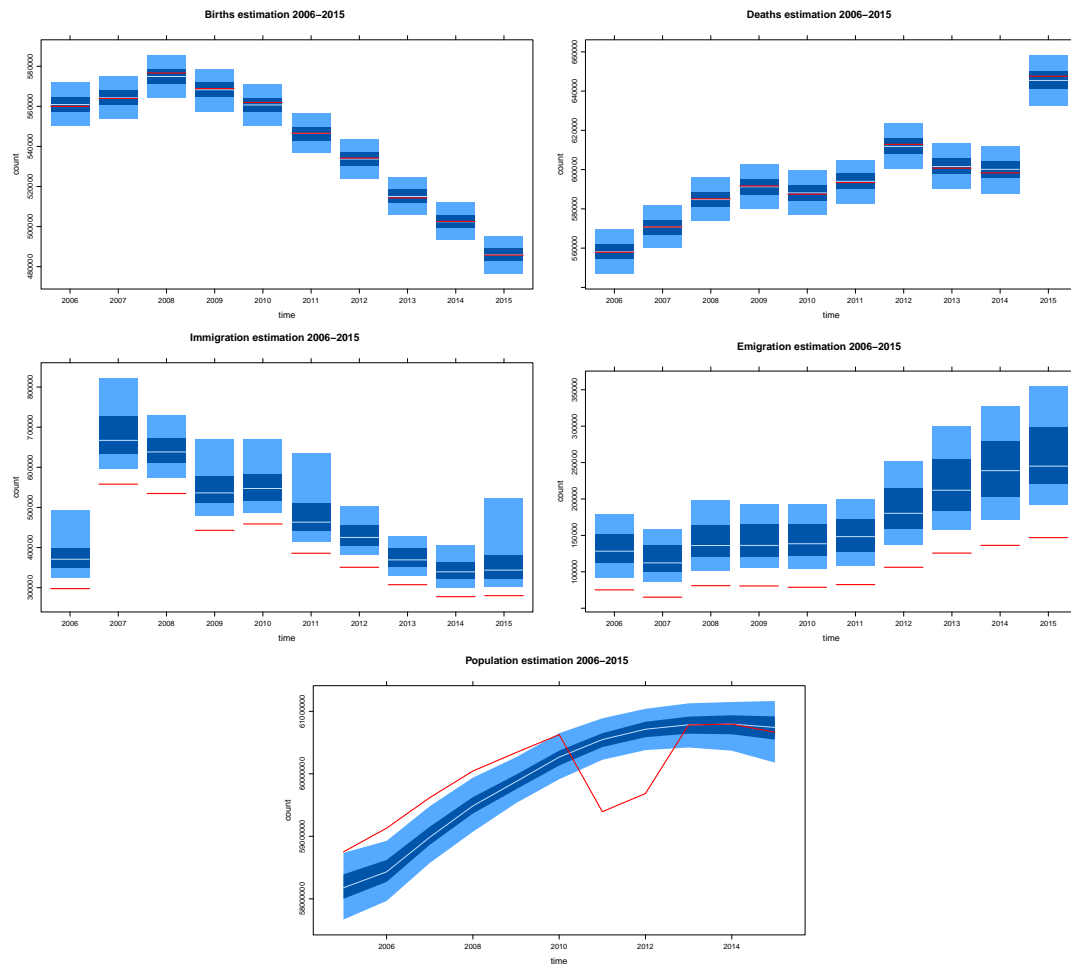 Births estimation 2006−2015
count
480000 500000 520000 540000 560000 580000
2006 2007 2008 2009 2010 2011 2012 2013 2014 2015
time
Deaths estimation 2006−2015
count
560000 580000 600000 620000 640000 660000
2006 2007 2008 2009 2010 2011 2012 2013 2014 2015
time
Immigration estimation 2006−2015
count
300000 400000 500000 600000 700000 800000
2006 2007 2008 2009 2010 2011 2012 2013 2014 2015
time
Emigration estimation 2006−2015
count
100000 150000 200000 250000 300000 350000
2006 2007 2008 2009 2010 2011 2012 2013 2014 2015
time
Population estimation 2006−2015
count
58000000 59000000 60000000 61000000
2006 2008 2010 2012 2014
time